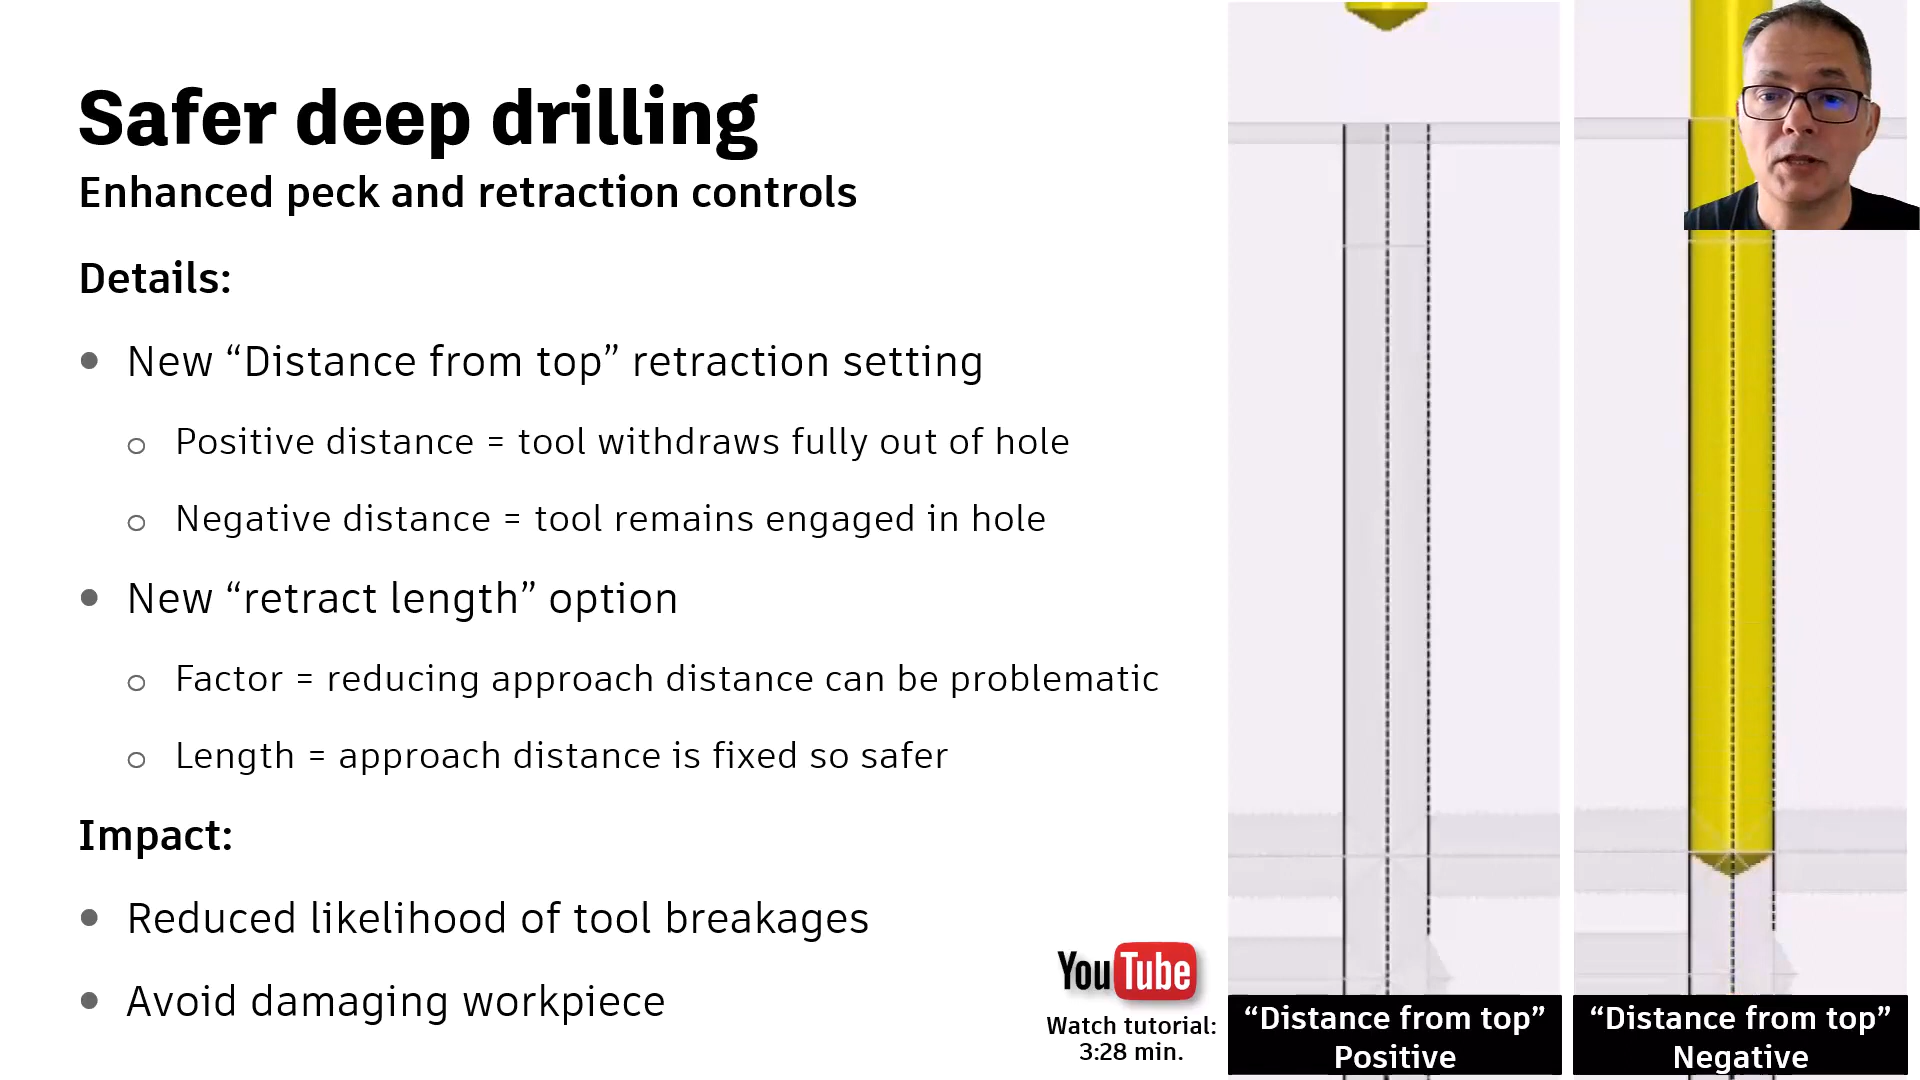 Safer deep drilling
Enhanced peck and retraction controls
Details:
New “Distance from top” retraction setting
Positive distance = tool withdraws fully out of hole
Negative distance = tool remains engaged in hole
New “retract length” option
Factor = reducing approach distance can be problematic
Length = approach distance is fixed so safer
Impact:
Reduced likelihood of tool breakages
Avoid damaging workpiece
YouTube
Watch tutorial:
3:28 min.
“Distance from top”
Positive
“Distance from top”
Negative